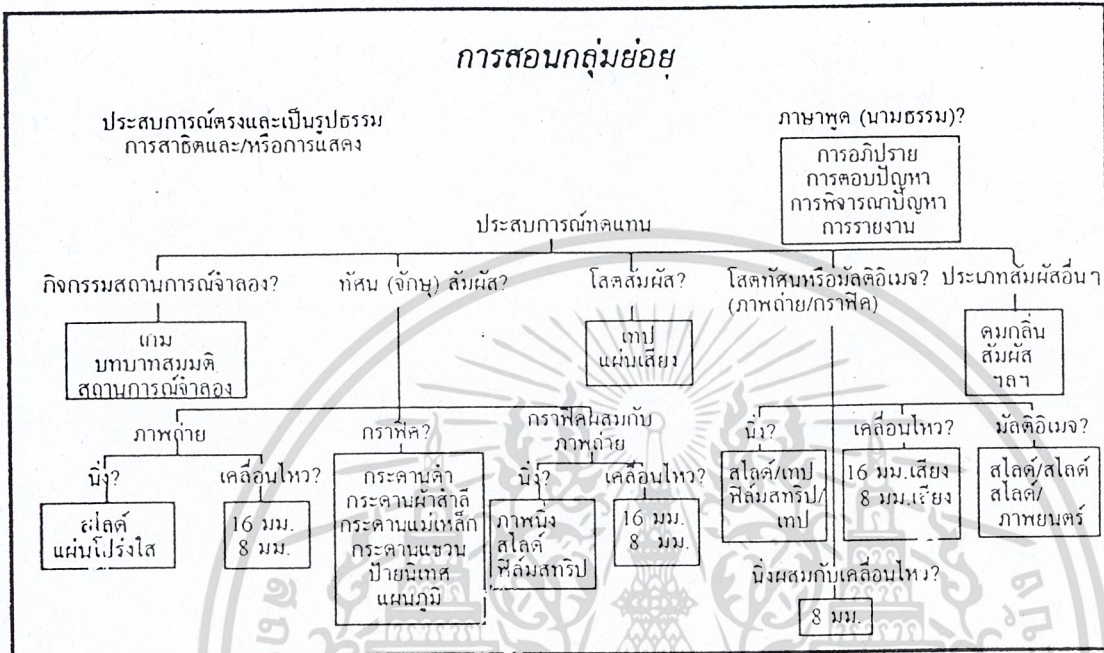 การสอนกลุ่มย่อย
ประสบการณ์ตรงและเป็นรูปธรรม
การสาธิตและ/หรือการแสดง
ภาษาพูด (นามธรรม)?
การอภิปราย
การตอบปัญหา
การพิจารณาปัญหา
การรายงาน
ประสบการณ์ทดแทน
กิจกรรมสถานการณ์จำลอง?
เกม
บทบาทสมมติ
สถานการณ์จำลอง
ทัศน (จักษุ) สัมผัส?
โสตสัมผัส?
เทป
แผ่นเสียง
โสตทัศนหรือมัลติอิเมจ?
(ภาพถ่าย/กราฟิค)
ประเภทสัมผัสอื่นๆ
ดมกลิ่น
สัมผัส
ฯลฯ
ภาพถ่าย
นิ่ง?
สไลด์
แผ่นโปร่งใส
เคลื่อนไหว?
16 มม.
8 มม.
กราฟิค?
กระดานดำ
กระดานผ้าสำลี
กระดานแม่เหล็ก
กระดานแขวน
ป้ายนิเทศ
แผนภูมิ
กราฟิคผสมกับ
ภาพถ่าย
นิ่ง?
ภาพนิ่ง
สไลด์
ฟิล์มสทริป
เคลื่อนไหว?
16 มม.
8 มม.
นิ่ง?
สไลด์/เทป
ฟิล์มสทริป/
เทป
เคลื่อนไหว?
16 มม.เสียง
8 มม.เสียง
มัลติอิเมจ?
สไลด์/สไลด์
สไลด์/
ภาพยนตร์
นิ่งผสมกับเคลื่อนไหว?
8 มม.